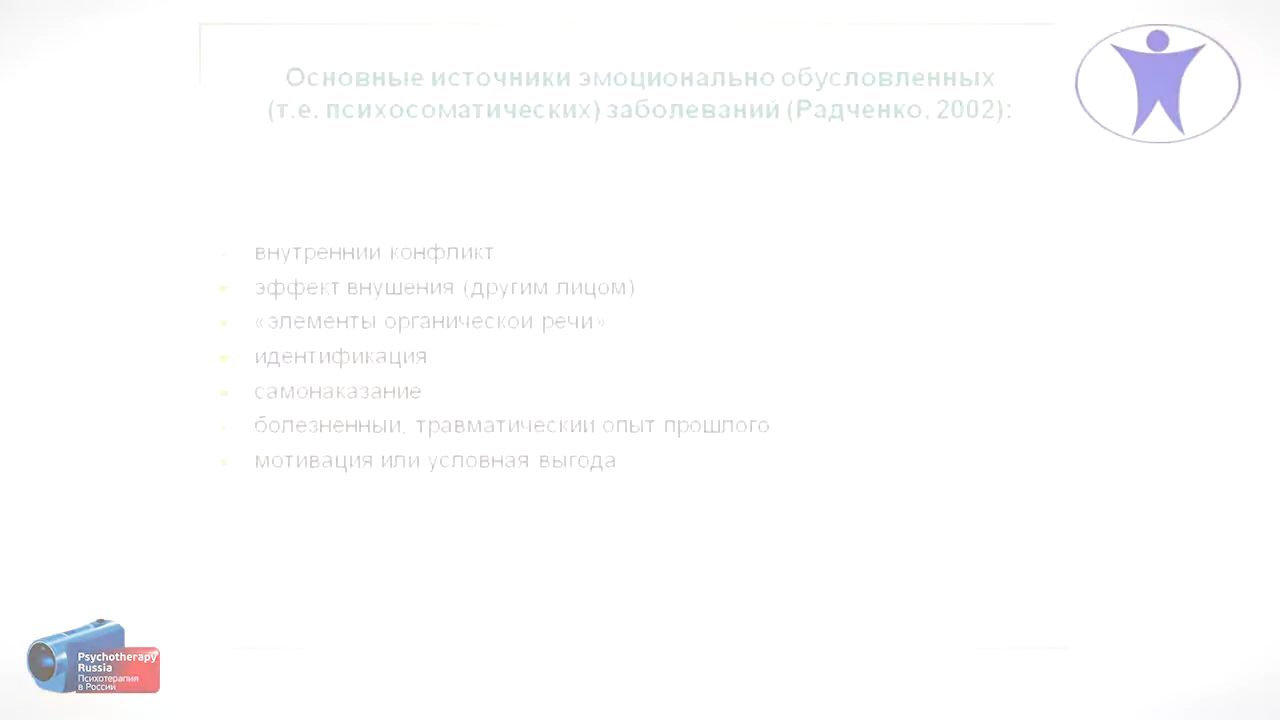 Основные источники эмоционально обусловленных
(т.е. психосоматических) заболеваний (Радченко, 2002):
внутренний конфликт
эффект внушения (другим лицом)
«элементы органической речи»
идентификация
самонаказание
болезненный, травматический опыт прошлого
мотивация или условная выгода
Psychotherapy
Russia
Психотерапия
в России